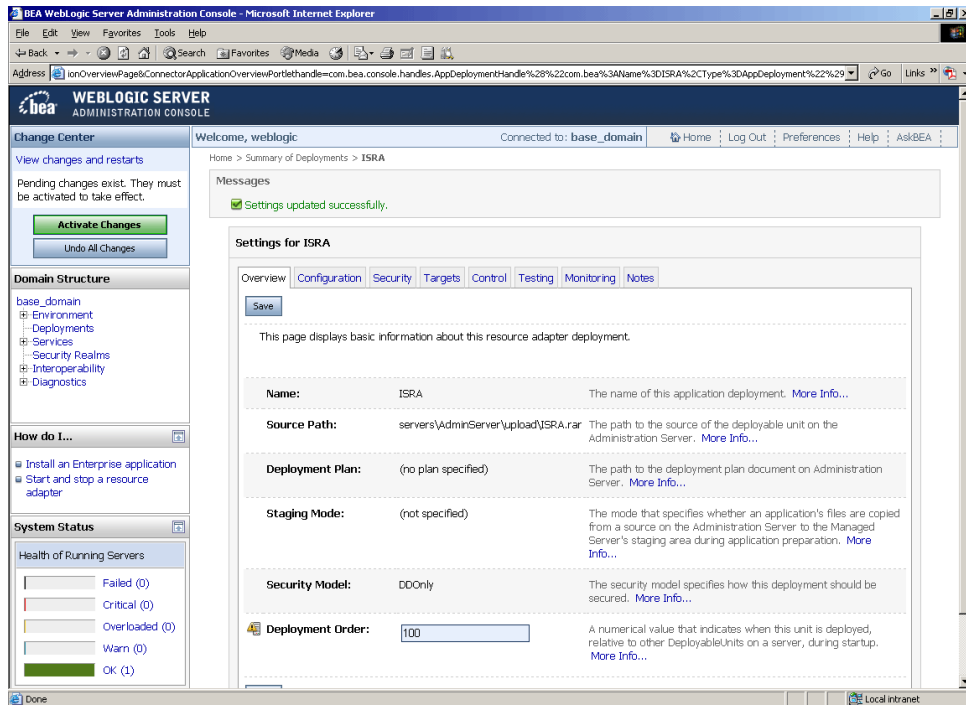 BEA WebLogic Server Administration Console - Microsoft Internet Explorer
File Edit View Favorites Tools Help
Back Search Favorites Media
Address ionOverviewPage&ConnectorApplicationOverviewPortlethandle=com.bea.console.handles.AppDeploymentHandle%28%22com.bea%3AName%3DISRA%2CType%3DAppDeployment%22%29 Go Links »
bea WEBLOGIC SERVER
ADMINISTRATION CONSOLE
Change Center
View changes and restarts
Pending changes exist. They must
be activated to take effect.
Activate Changes
Undo All Changes
Domain Structure
base_domain
Environment
Deployments
Services
Security Realms
Interoperability
Diagnostics
How do I...
Install an Enterprise application
Start and stop a resource
adapter
System Status
Health of Running Servers
Failed (0)
Critical (0)
Overloaded (0)
Warn (0)
OK (1)
Welcome, weblogic Connected to: base_domain Home Log Out Preferences Help AskBEA
Home > Summary of Deployments > ISRA
Messages
Settings updated successfully.
Settings for ISRA
Overview Configuration Security Targets Control Testing Monitoring Notes
Save
This page displays basic information about this resource adapter deployment.
Name: ISRA The name of this application deployment. More Info...
Source Path: servers\AdminServer\upload\ISRA.rar The path to the source of the deployable unit on the
Administration Server. More Info...
Deployment Plan: (no plan specified) The path to the deployment plan document on Administration
Server. More Info...
Staging Mode: (not specified) The mode that specifies whether an application's files are copied
from a source on the Administration Server to the Managed
Server's staging area during application preparation. More
Info...
Security Model: DDOnly The security model specifies how this deployment should be
secured. More Info...
Deployment Order: 100 A numerical value that indicates when this unit is deployed,
relative to other DeployableUnits on a server, during startup.
More Info...
Done Local intranet